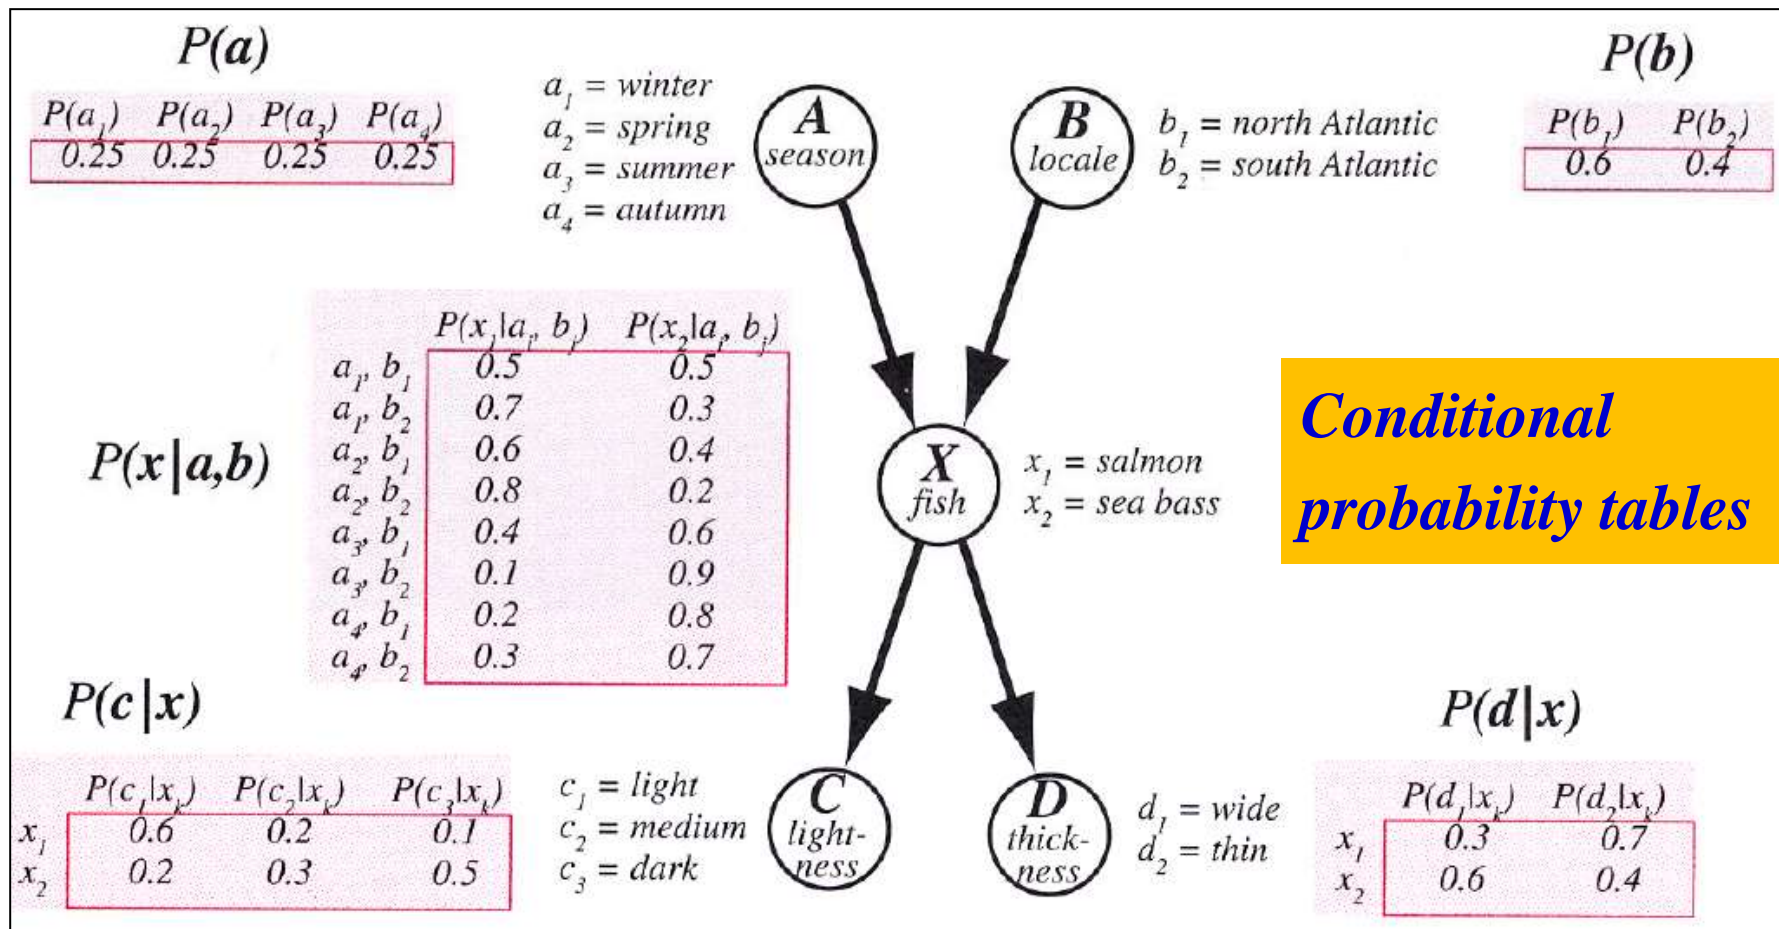 P(a)
P(a1) P(a2) P(a3) P(a4)
0.25 0.25 0.25 0.25
a1 = winter
a2 = spring
a3 = summer
a4 = autumn
A
season
B
locale
b1 = north Atlantic
b2 = south Atlantic
P(b)
P(b1) P(b2)
0.6 0.4
P(x|a,b)
P(x1|ai, bj) P(x2|ai, bj)
a1, b1 0.5 0.5
a1, b2 0.7 0.3
a2, b1 0.6 0.4
a2, b2 0.8 0.2
a3, b1 0.4 0.6
a3, b2 0.1 0.9
a4, b1 0.2 0.8
a4, b2 0.3 0.7
X
fish
x1 = salmon
x2 = sea bass
Conditional
probability tables
P(c|x)
P(c1|xk) P(c2|xk) P(c3|xk)
x1 0.6 0.2 0.1
x2 0.2 0.3 0.5
c1 = light
c2 = medium
c3 = dark
C
light-
ness
D
thick-
ness
d1 = wide
d2 = thin
P(d|x)
P(d1|xk) P(d2|xk)
x1 0.3 0.7
x2 0.6 0.4